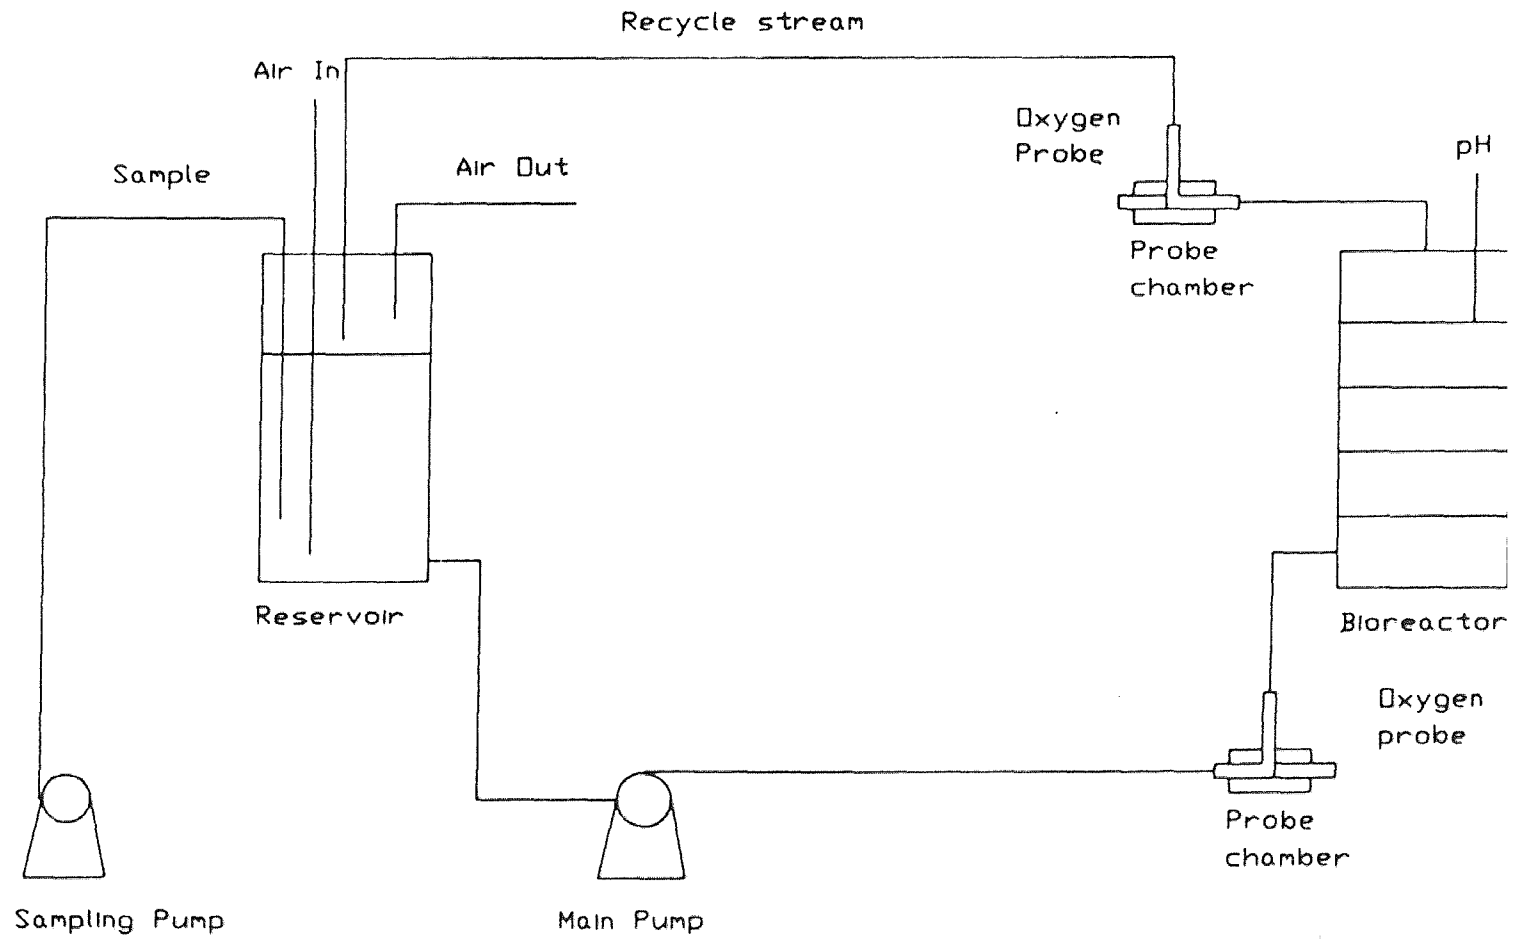 Recycle stream
Air In
Oxygen
Probe
pH
Sample
Air Out
Probe
chamber
Reservoir
Bioreactor
Oxygen
probe
Probe
chamber
Sampling Pump
Main Pump